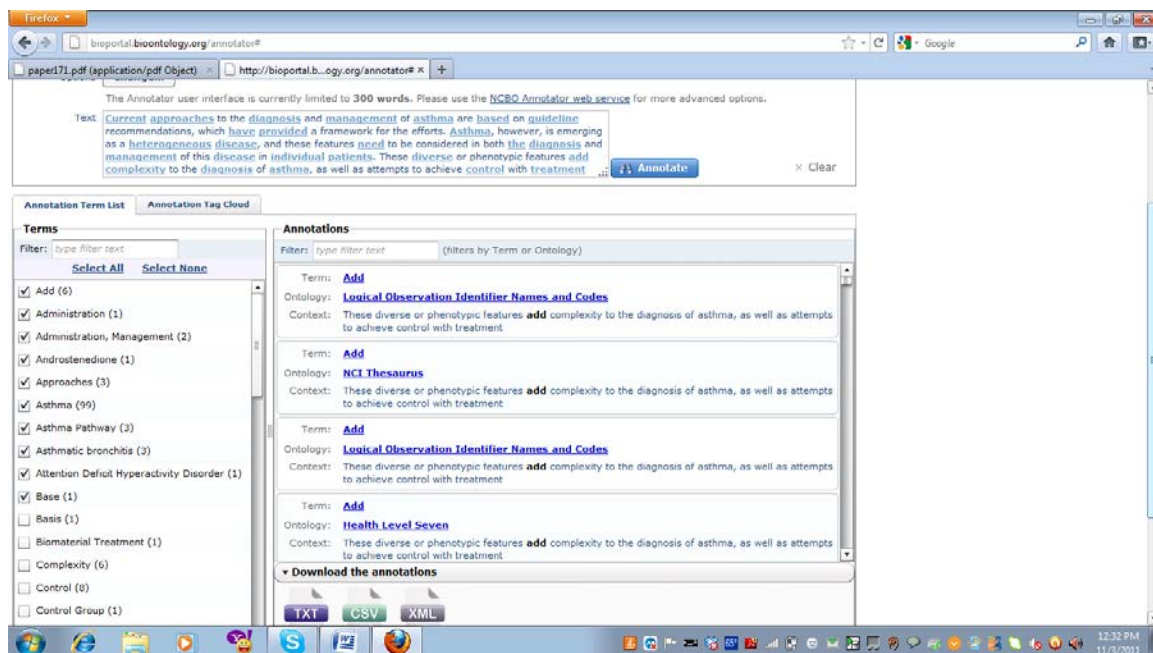 Firefox
bioportal.bioontology.org/annotator#
Google
paper171.pdf (application/pdf Object) ×
http://bioportal.b...ogy.org/annotator# ×
+
The Annotator user interface is currently limited to 300 words. Please use the NCBO Annotator web service for more advanced options.
Text
Current approaches to the diagnosis and management of asthma are based on guideline
recommendations, which have provided a framework for the efforts. Asthma, however, is emerging
as a heterogeneous disease, and these features need to be considered in both the diagnosis and
management of this disease in individual patients. These diverse or phenotypic features add
complexity to the diagnosis of asthma, as well as attempts to achieve control with treatment
Annotate
× Clear
Annotation Term List
Annotation Tag Cloud
Terms
Filter: type filter text
Select All Select None
Add (6)
Administration (1)
Administration, Management (2)
Androstenedione (1)
Approaches (3)
Asthma (99)
Asthma Pathway (3)
Asthmatic bronchitis (3)
Attention Deficit Hyperactivity Disorder (1)
Base (1)
Basis (1)
Biomaterial Treatment (1)
Complexity (6)
Control (8)
Control Group (1)
Annotations
Filter: type filter text (filters by Term or Ontology)
Term: Add
Ontology: Logical Observation Identifier Names and Codes
Context: These diverse or phenotypic features add complexity to the diagnosis of asthma, as well as attempts
to achieve control with treatment
Term: Add
Ontology: NCI Thesaurus
Context: These diverse or phenotypic features add complexity to the diagnosis of asthma, as well as attempts
to achieve control with treatment
Term: Add
Ontology: Logical Observation Identifier Names and Codes
Context: These diverse or phenotypic features add complexity to the diagnosis of asthma, as well as attempts
to achieve control with treatment
Term: Add
Ontology: Health Level Seven
Context: These diverse or phenotypic features add complexity to the diagnosis of asthma, as well as attempts
to achieve control with treatment
Download the annotations
TXT CSV XML
12:32 PM
11/3/2011